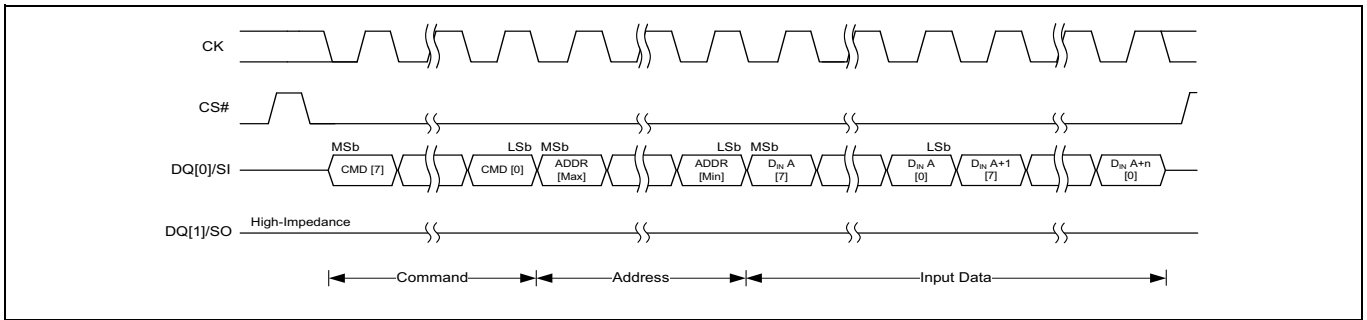 CK
CS#
MSb LSb MSb LSb MSb LSb
DQ[0]/SI CMD [7] CMD [0] ADDR [Max] ADDR [Min] DIN A [7] DIN A [0] DIN A+1 [7] DIN A+n [0]
DQ[1]/SO High-Impedance
Command Address Input Data